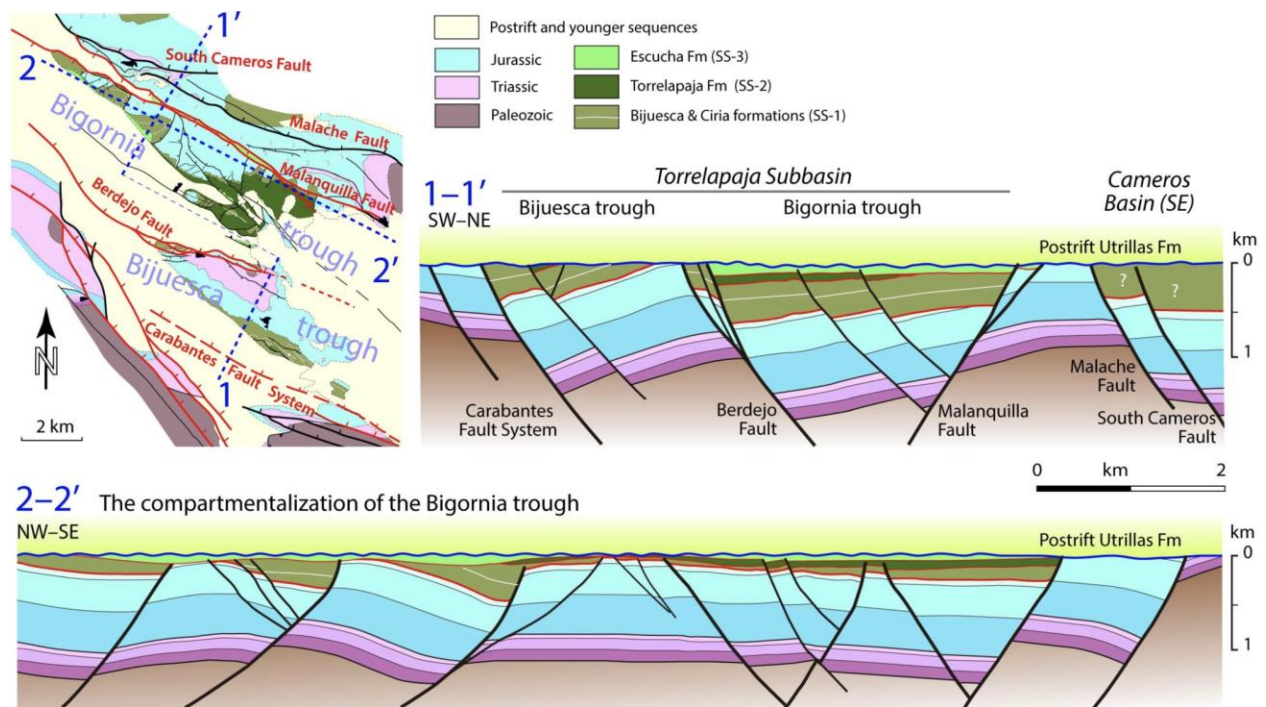 1'
2
South Cameros Fault
Bigornia
Malache Fault
Malanquilla Fault
Berdejo Fault
trough
2'
Bijuesca
trough
Carabantes Fault System
1
N
2 km
Postrift and younger sequences
Jurassic
Triassic
Paleozoic
Escucha Fm (SS-3)
Torrelapaja Fm (SS-2)
Bijuesca & Ciria formations (SS-1)
1–1'
SW–NE
Torrelapaja Subbasin
Bijuesca trough
Bigornia trough
Cameros
Basin (SE)
Postrift Utrillas Fm
km
0
1
?
?
Carabantes
Fault System
Berdejo
Fault
Malanquilla
Fault
Malache
Fault
South Cameros
Fault
0 km 2
2–2' The compartmentalization of the Bigornia trough
NW–SE
Postrift Utrillas Fm
km
0
1